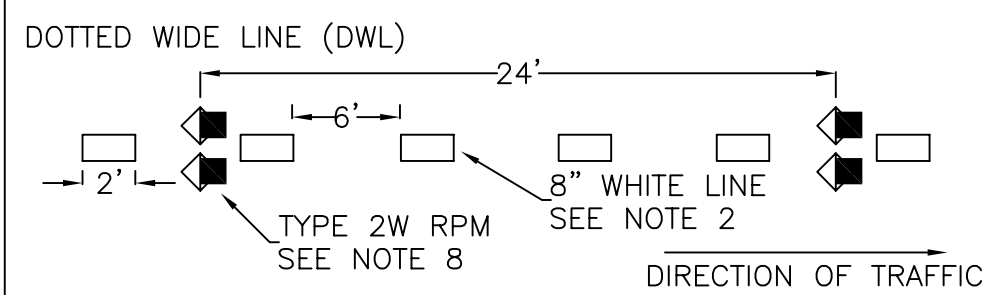 DOTTED WIDE LINE (DWL)
24'
6'
2'
8" WHITE LINE
SEE NOTE 2
TYPE 2W RPM
SEE NOTE 8
DIRECTION OF TRAFFIC